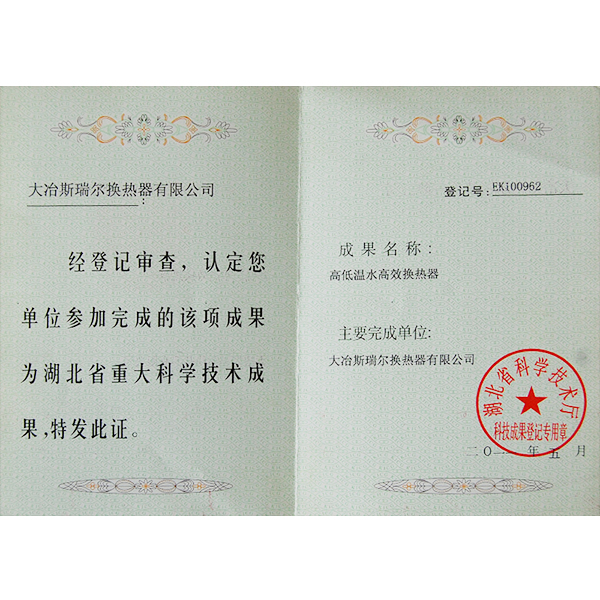 大冶斯瑞尔换热器有限公司
:
经登记审查，认定您
单位参加完成的该项成果
为湖北省重大科学技术成
果，特发此证。
登记号: EK100962
成果名称:
高低温水高效换热器
主要完成单位:
大冶斯瑞尔换热器有限公司
湖北省科学技术厅
科技成果登记专用章
二〇一一年五月